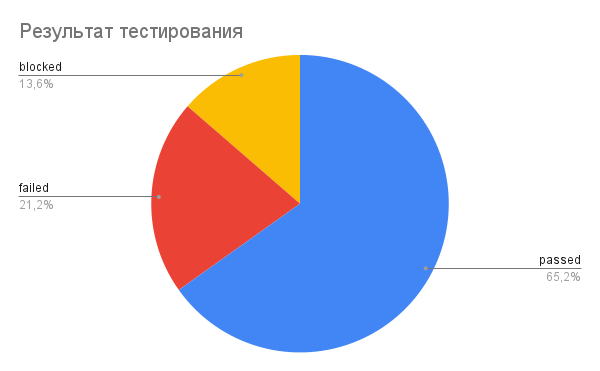 Результат тестирования
blocked
13,6%
failed
21,2%
passed
65,2%